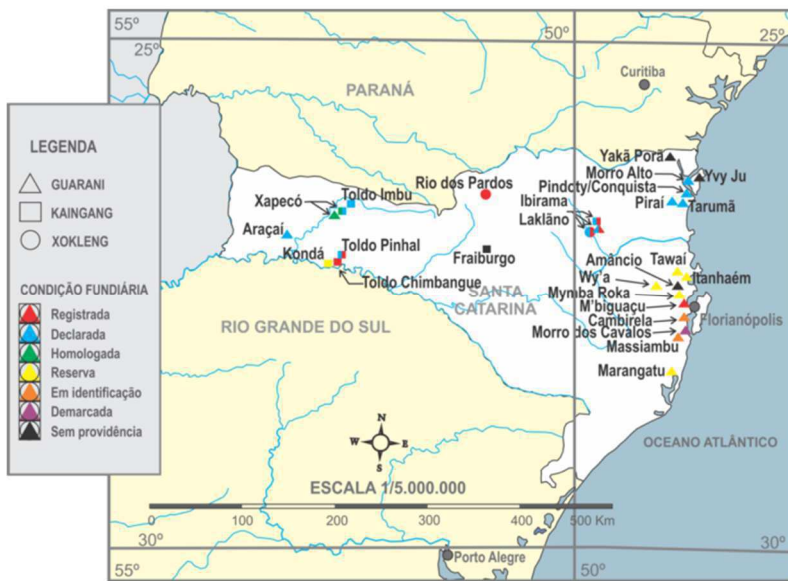 55º
50º
25º
25º
Curitiba
PARANÁ
LEGENDA
GUARANI
KAINGANG
XOKLENG
CONDIÇÃO FUNDIÁRIA
Registrada
Declarada
Homologada
Reserva
Em identificação
Demarcada
Sem providência
Yakã Porã
Morro Alto
Yvy Ju
Pindoty/Conquista
Piraí
Tarumã
Rio dos Pardos
Ibirama
Laklãno
Toldo Imbu
Xapecó
Araçaí
Toldo Pinhal
Kondá
Toldo Chimbangue
Fraiburgo
Amâncio
Tawaí
Wy'a
Itanhaém
Mymba Roka
M'biguaçu
Cambirela
Florianópolis
Morro dos Cavalos
Massiambu
Marangatu
SANTA
CATARINA
RIO GRANDE DO SUL
OCEANO ATLÂNTICO
N
W
E
S
ESCALA 1/5.000.000
0 100 200 300 400 500 Km
30º
30º
Porto Alegre
55º
50º